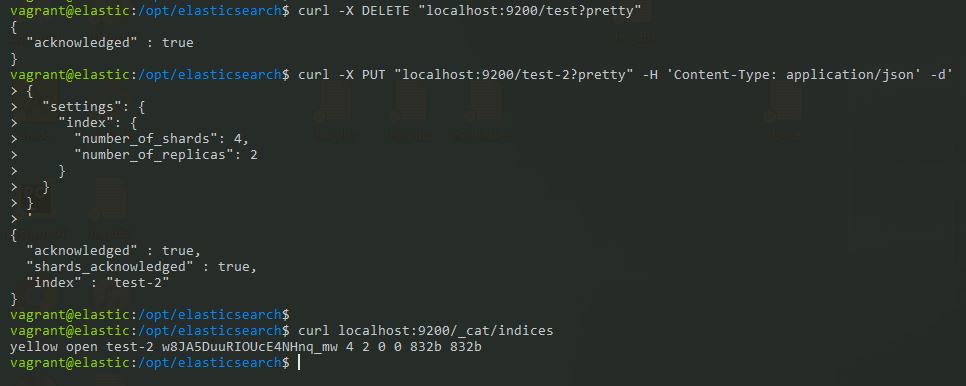 vagrant@elastic:/opt/elasticsearch$ curl -X DELETE "localhost:9200/test?pretty"
{
  "acknowledged" : true
}
vagrant@elastic:/opt/elasticsearch$ curl -X PUT "localhost:9200/test-2?pretty" -H 'Content-Type: application/json' -d'
> {
>   "settings": {
>     "index": {
>       "number_of_shards": 4,
>       "number_of_replicas": 2
>     }
>   }
> }
> '
{
  "acknowledged" : true,
  "shards_acknowledged" : true,
  "index" : "test-2"
}
vagrant@elastic:/opt/elasticsearch$
vagrant@elastic:/opt/elasticsearch$ curl localhost:9200/_cat/indices
yellow open test-2 w8JA5DuuRIOUcE4NHnq_mw 4 2 0 0 832b 832b
vagrant@elastic:/opt/elasticsearch$